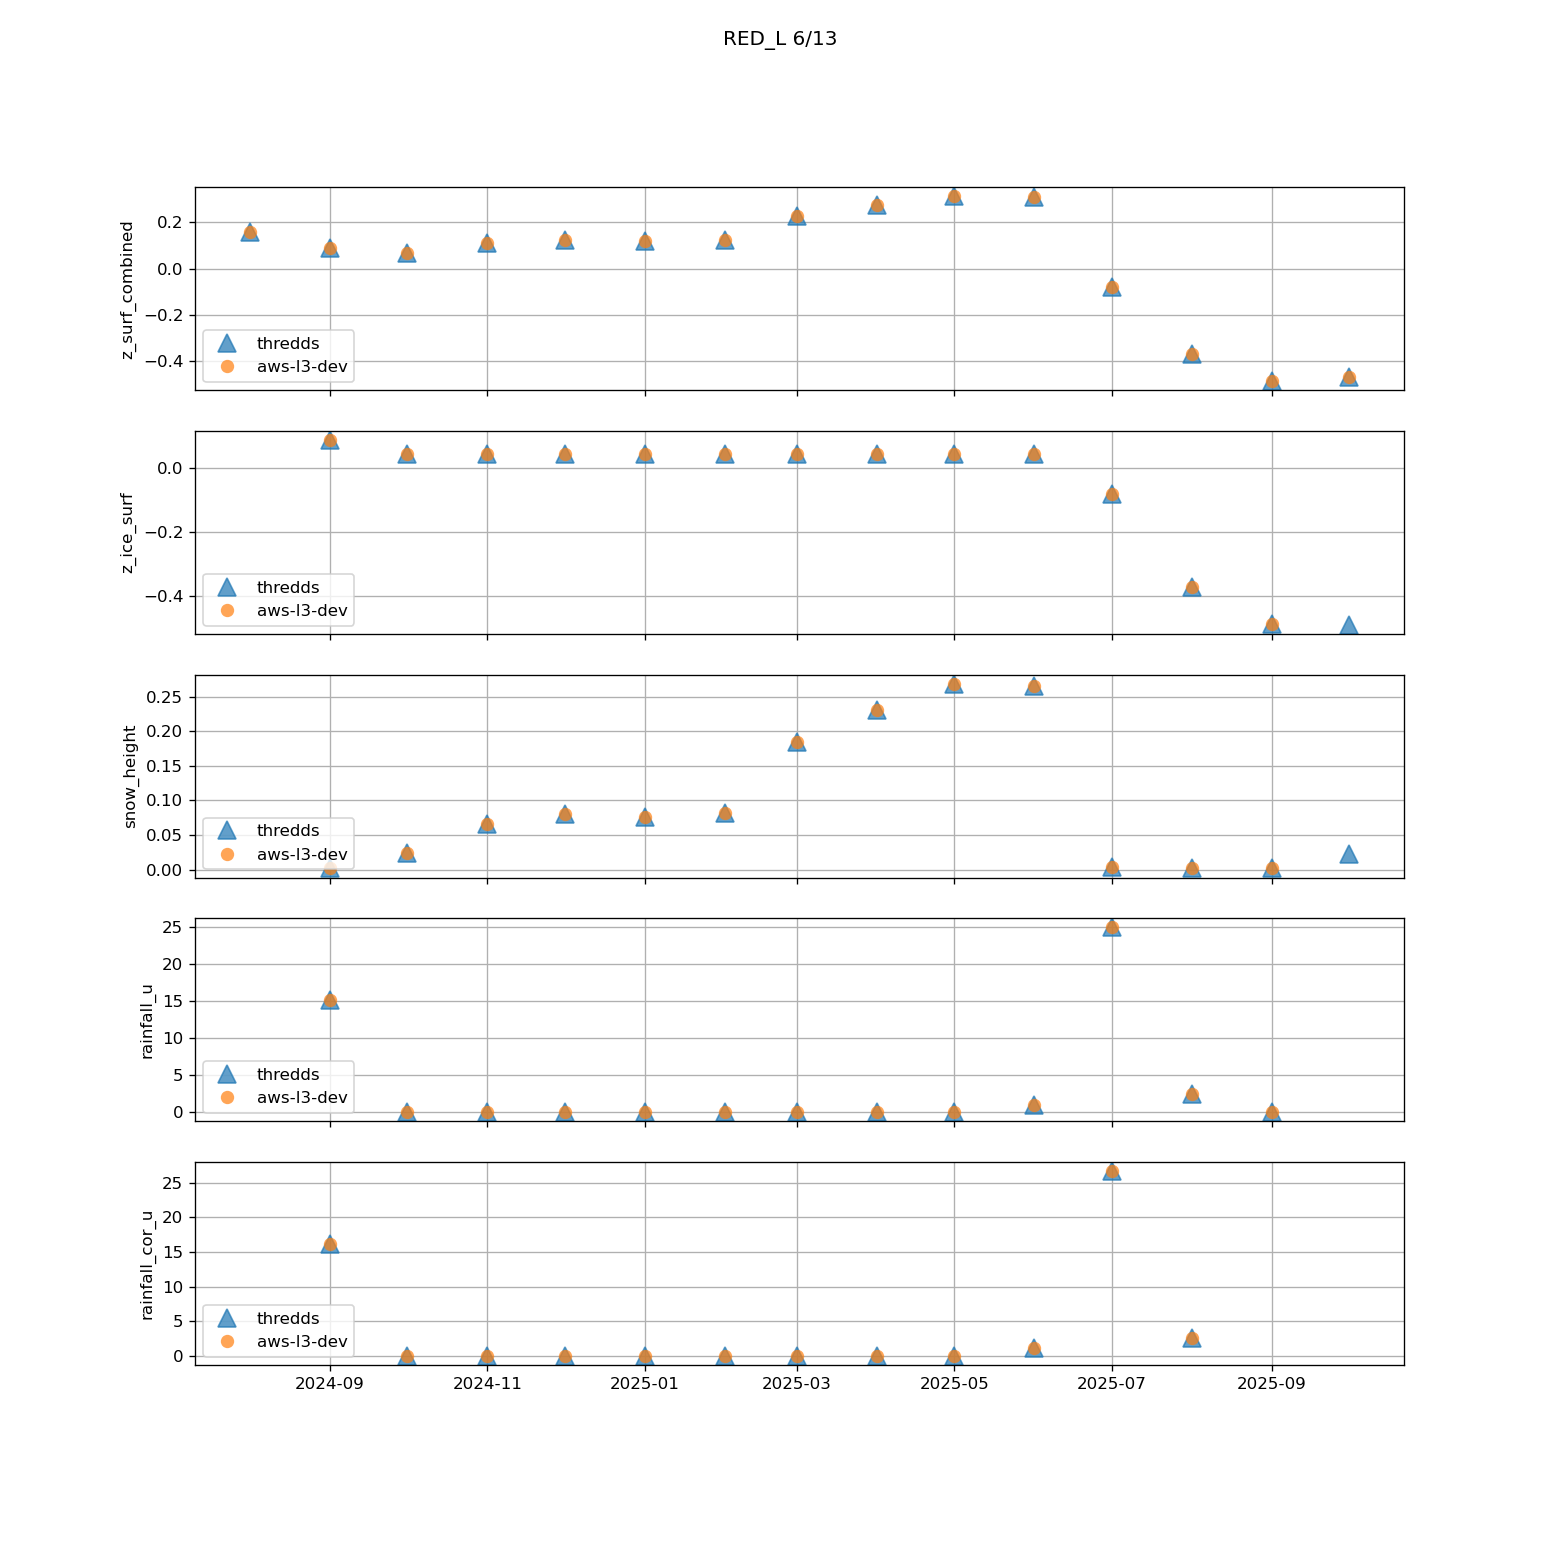 RED_L 6/13
z_surf_combined
0.2
0.0
−0.2
−0.4
thredds
aws-l3-dev
z_ice_surf
0.0
−0.2
−0.4
thredds
aws-l3-dev
snow_height
0.25
0.20
0.15
0.10
0.05
0.00
thredds
aws-l3-dev
rainfall_u
25
20
15
10
5
0
thredds
aws-l3-dev
rainfall_cor_u
25
20
15
10
5
0
thredds
aws-l3-dev
2024-09 2024-11 2025-01 2025-03 2025-05 2025-07 2025-09